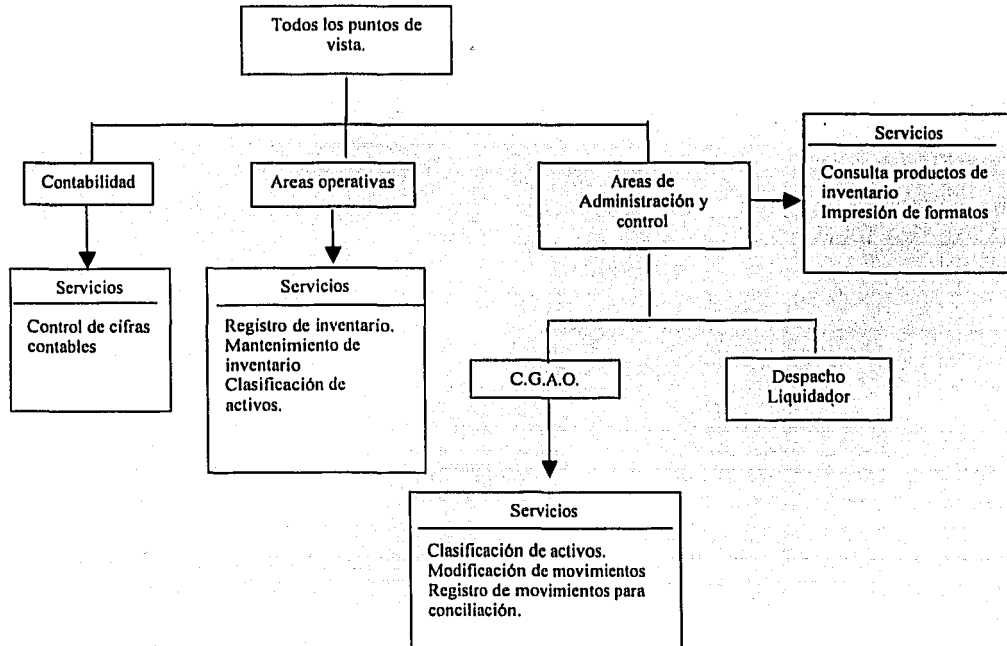 Todos los puntos de
vista.
Contabilidad
Areas operativas
Areas de
Administración y
control
Servicios
Consulta productos de
inventario
Impresión de formatos
Servicios
Control de cifras
contables
Servicios
Registro de inventario.
Mantenimiento de
inventario
Clasificación de
activos.
C.G.A.O.
Despacho
Liquidador
Servicios
Clasificación de activos.
Modificación de movimientos
Registro de movimientos para
conciliación.